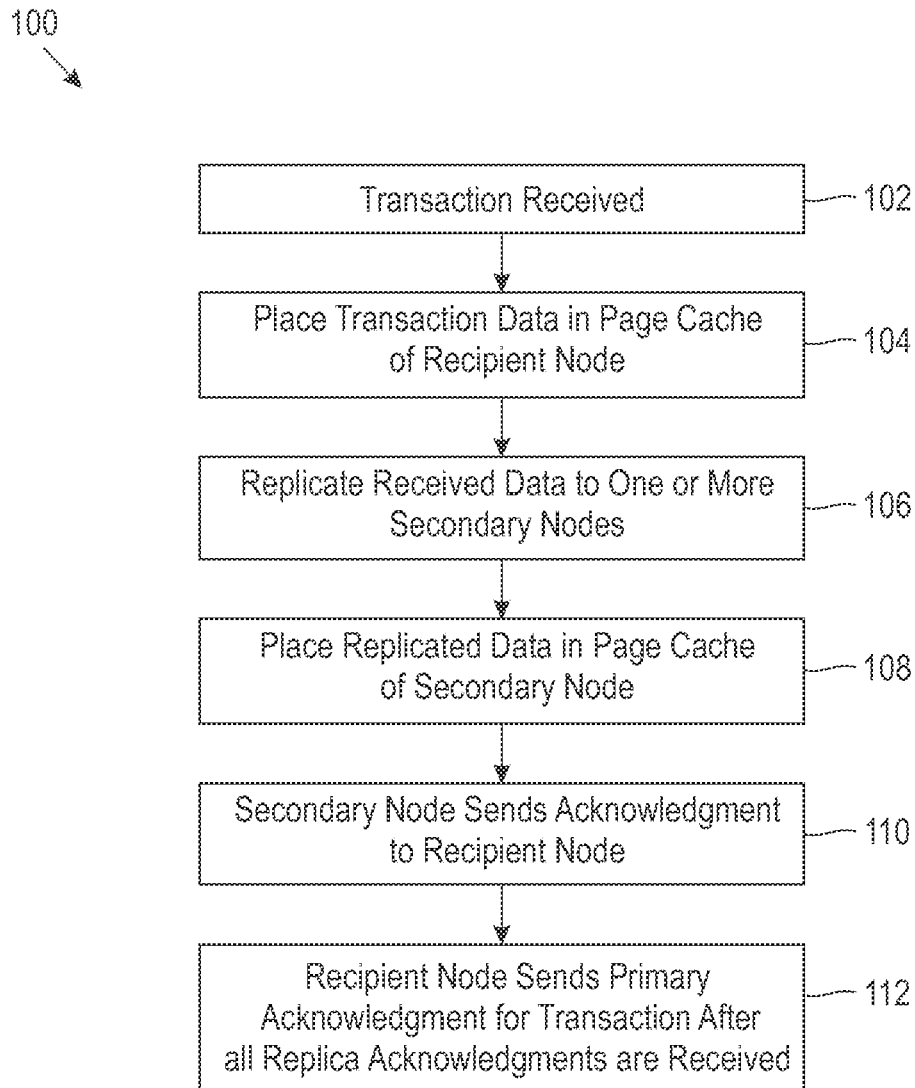 100
Transaction Received
102
Place Transaction Data in Page Cache
of Recipient Node
104
Replicate Received Data to One or More
Secondary Nodes
106
Place Replicated Data in Page Cache
of Secondary Node
108
Secondary Node Sends Acknowledgment
to Recipient Node
110
Recipient Node Sends Primary
Acknowledgment for Transaction After
all Replica Acknowledgments are Received
112